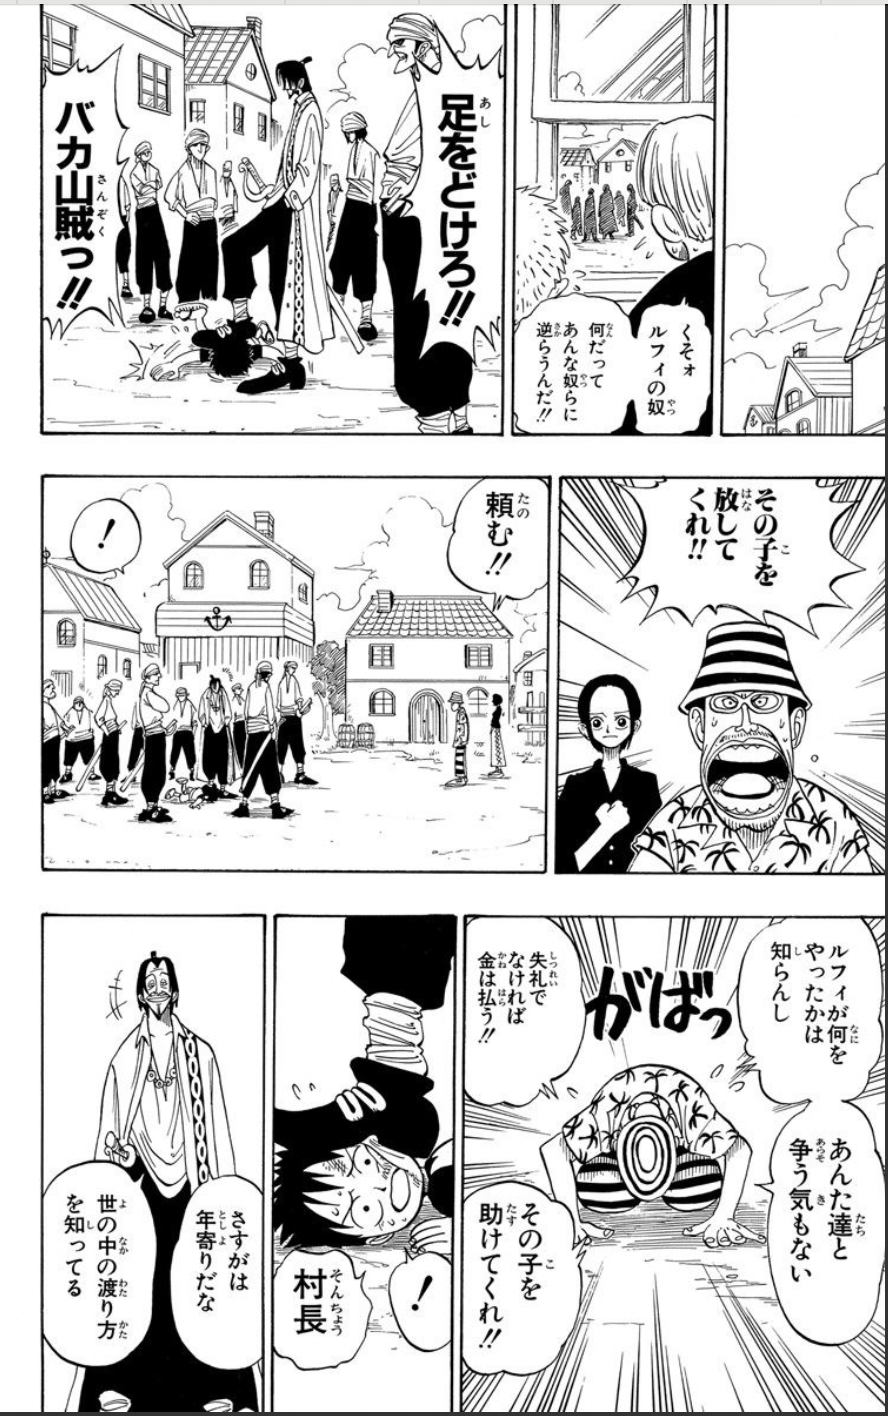 くそォ
ルフィの奴
何だって
あんな奴らに
逆らうんだ!!
足をどけろ!!
バカ山賊っ!!
その子を
放して
くれ!!
頼む!!
!
ルフィが何を
やったかは
知らんし
あんた達と
争う気もない
がばっ
失礼で
なければ
金は払う!!
その子を
助けてくれ!!
!
村長
さすがは
年寄りだな
世の中の渡り方
を知ってる